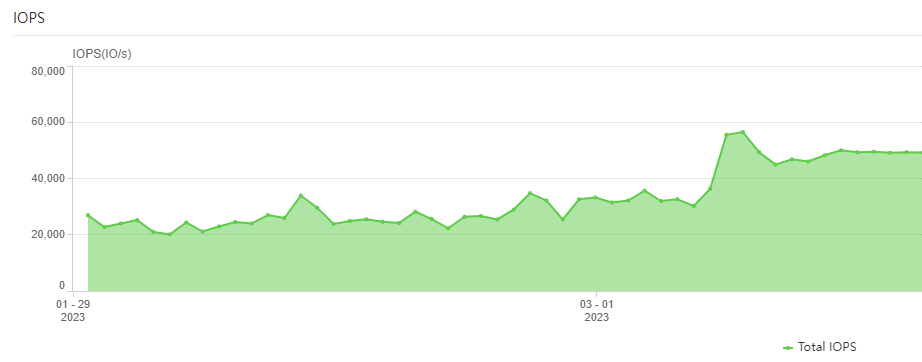 IOPS
IOPS(IO/s)
80,000
60,000
40,000
20,000
0
01 - 29
2023
03 - 01
2023
Total IOPS